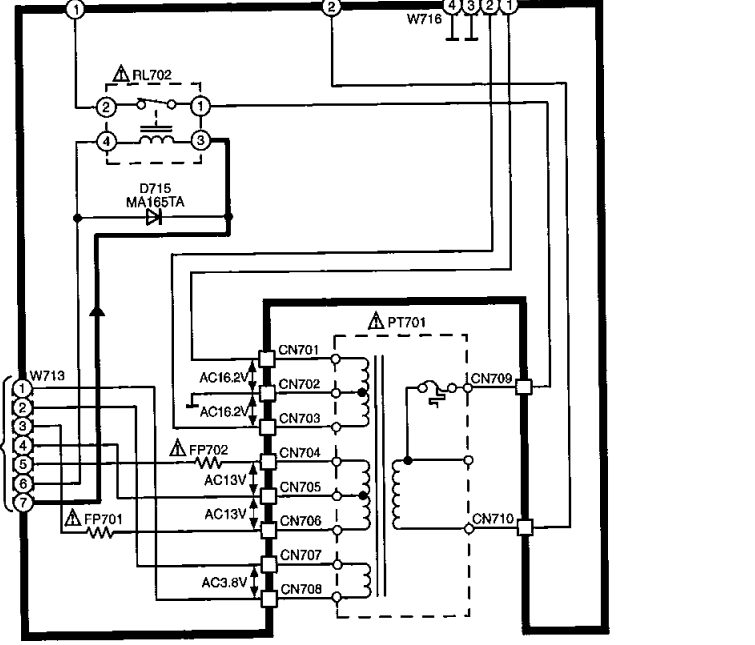 1
2
W716
4 3 2 1
RL702
2 1
4 3
D715
MA165TA
PT701
W713
1
2
3
4
5
6
7
CN701
AC16.2V
CN702
AC16.2V
CN703
FP702
CN704
AC13V
CN705
AC13V
FP701
CN706
CN707
AC3.8V
CN708
CN709
CN710